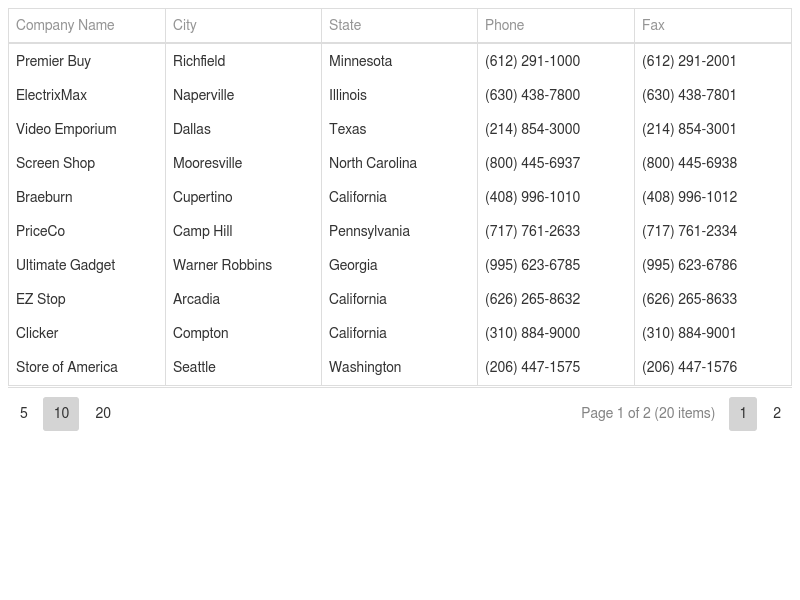 Company Name City State Phone Fax
Premier Buy Richfield Minnesota (612) 291-1000 (612) 291-2001
ElectrixMax Naperville Illinois (630) 438-7800 (630) 438-7801
Video Emporium Dallas Texas (214) 854-3000 (214) 854-3001
Screen Shop Mooresville North Carolina (800) 445-6937 (800) 445-6938
Braeburn Cupertino California (408) 996-1010 (408) 996-1012
PriceCo Camp Hill Pennsylvania (717) 761-2633 (717) 761-2334
Ultimate Gadget Warner Robbins Georgia (995) 623-6785 (995) 623-6786
EZ Stop Arcadia California (626) 265-8632 (626) 265-8633
Clicker Compton California (310) 884-9000 (310) 884-9001
Store of America Seattle Washington (206) 447-1575 (206) 447-1576
5 10 20 Page 1 of 2 (20 items) 1 2